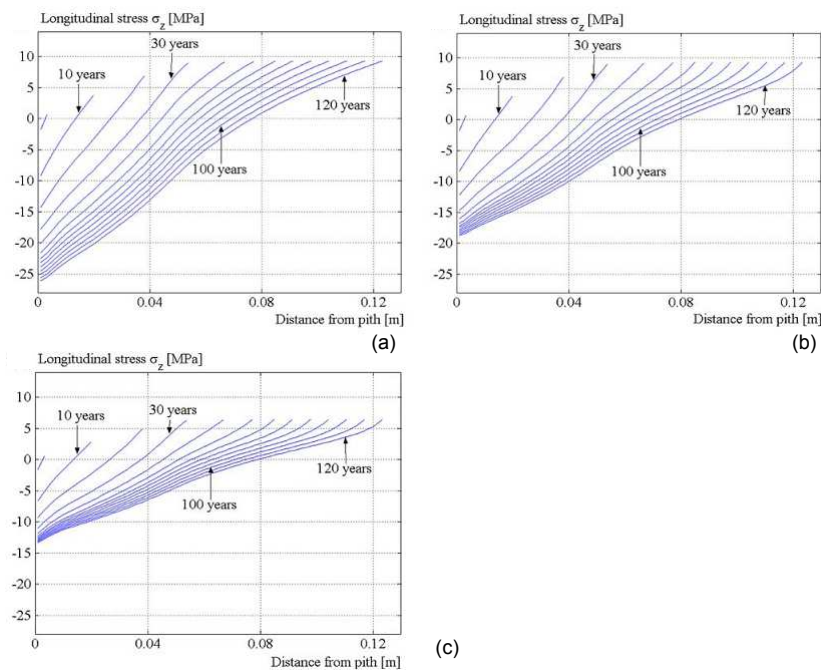 Longitudinal stress σz [MPa]
10
5
0
-5
-10
-15
-20
-25
10 years
30 years
100 years
120 years
0
0.04
0.08
0.12
Distance from pith [m]
(a)
Longitudinal stress σz [MPa]
10
5
0
-5
-10
-15
-20
-25
10 years
30 years
100 years
120 years
0
0.04
0.08
0.12
Distance from pith [m]
(b)
Longitudinal stress σz [MPa]
10
5
0
-5
-10
-15
-20
-25
10 years
30 years
100 years
120 years
0
0.04
0.08
0.12
Distance from pith [m]
(c)